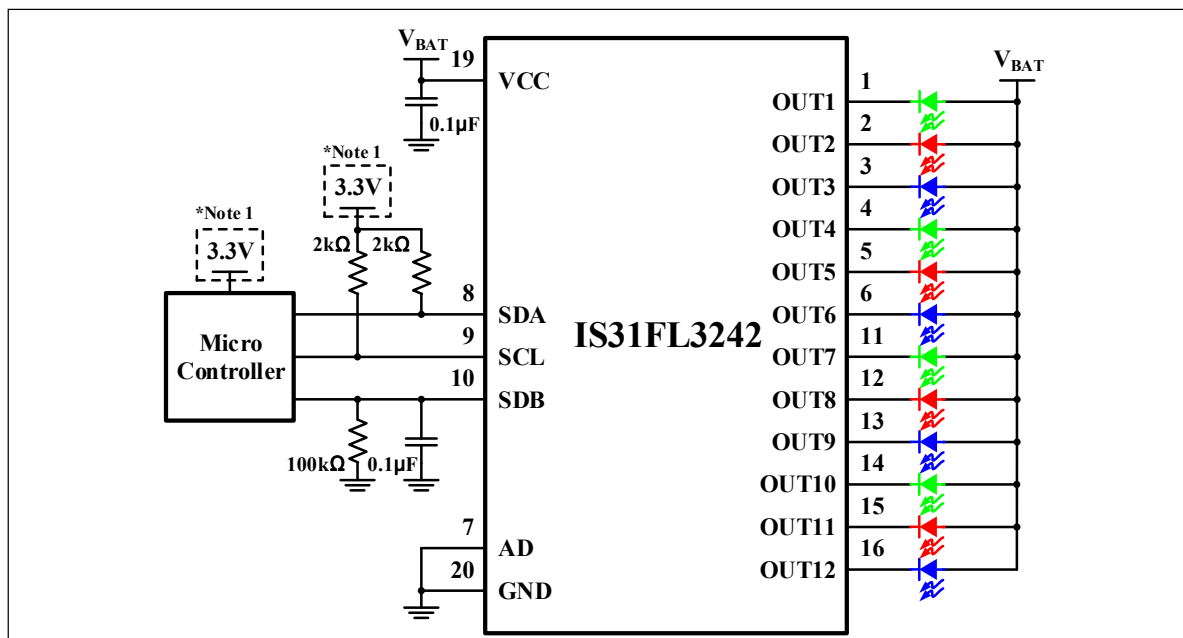 V_BAT
19
VCC
0.1μF
*Note 1
3.3V
*Note 1
3.3V
2kΩ 2kΩ
Micro
Controller
8
SDA
9
SCL
10
SDB
100kΩ 0.1μF
7
AD
20
GND
IS31FL3242
V_BAT
1
OUT1
2
OUT2
3
OUT3
4
OUT4
5
OUT5
6
OUT6
11
OUT7
12
OUT8
13
OUT9
14
OUT10
15
OUT11
16
OUT12